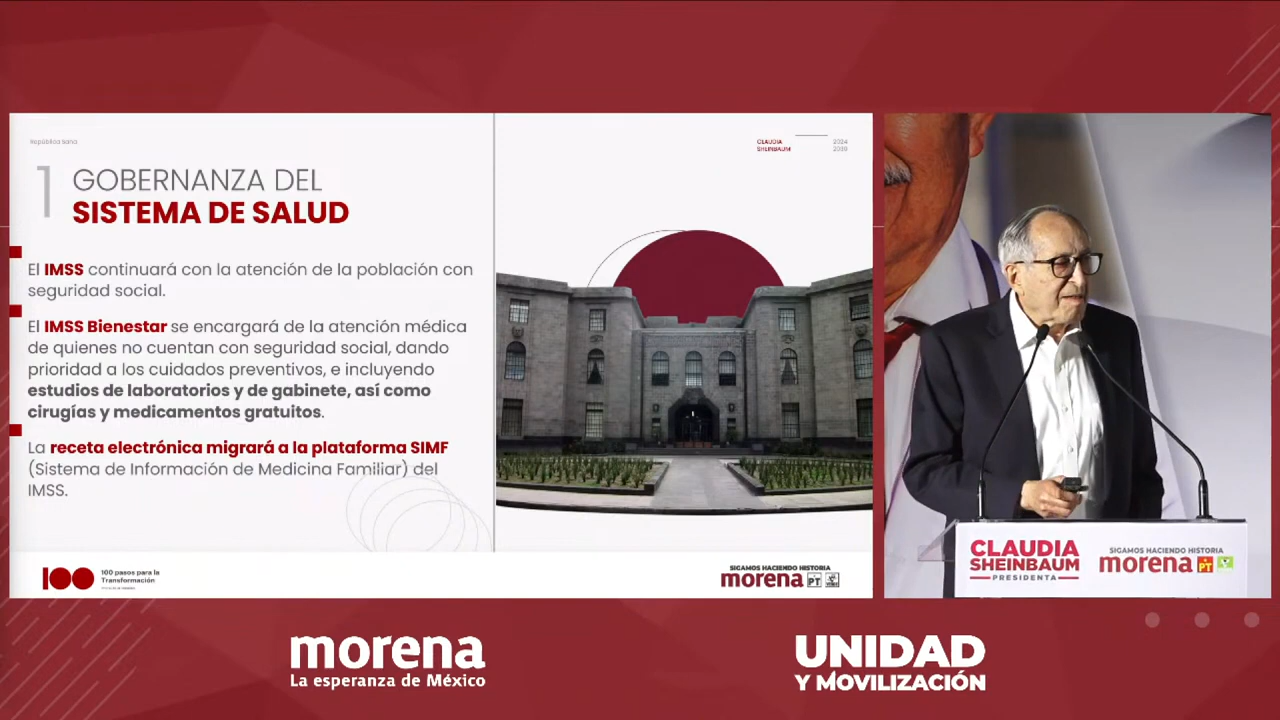 República Sana
CLAUDIA
SHEINBAUM
2024
2030
1
GOBERNANZA DEL
SISTEMA DE SALUD
El IMSS continuará con la atención de la población con
seguridad social.
El IMSS Bienestar se encargará de la atención médica
de quienes no cuentan con seguridad social, dando
prioridad a los cuidados preventivos, e incluyendo
estudios de laboratorios y de gabinete, así como
cirugías y medicamentos gratuitos.
La receta electrónica migrará a la plataforma SIMF
(Sistema de Información de Medicina Familiar) del
IMSS.
100
100 pasos para la
Transformación
SIGAMOS HACIENDO HISTORIA
morena PT
CLAUDIA
SHEINBAUM
PRESIDENTA
SIGAMOS HACIENDO HISTORIA
morena PT
morena
La esperanza de México
UNIDAD
Y MOVILIZACIÓN